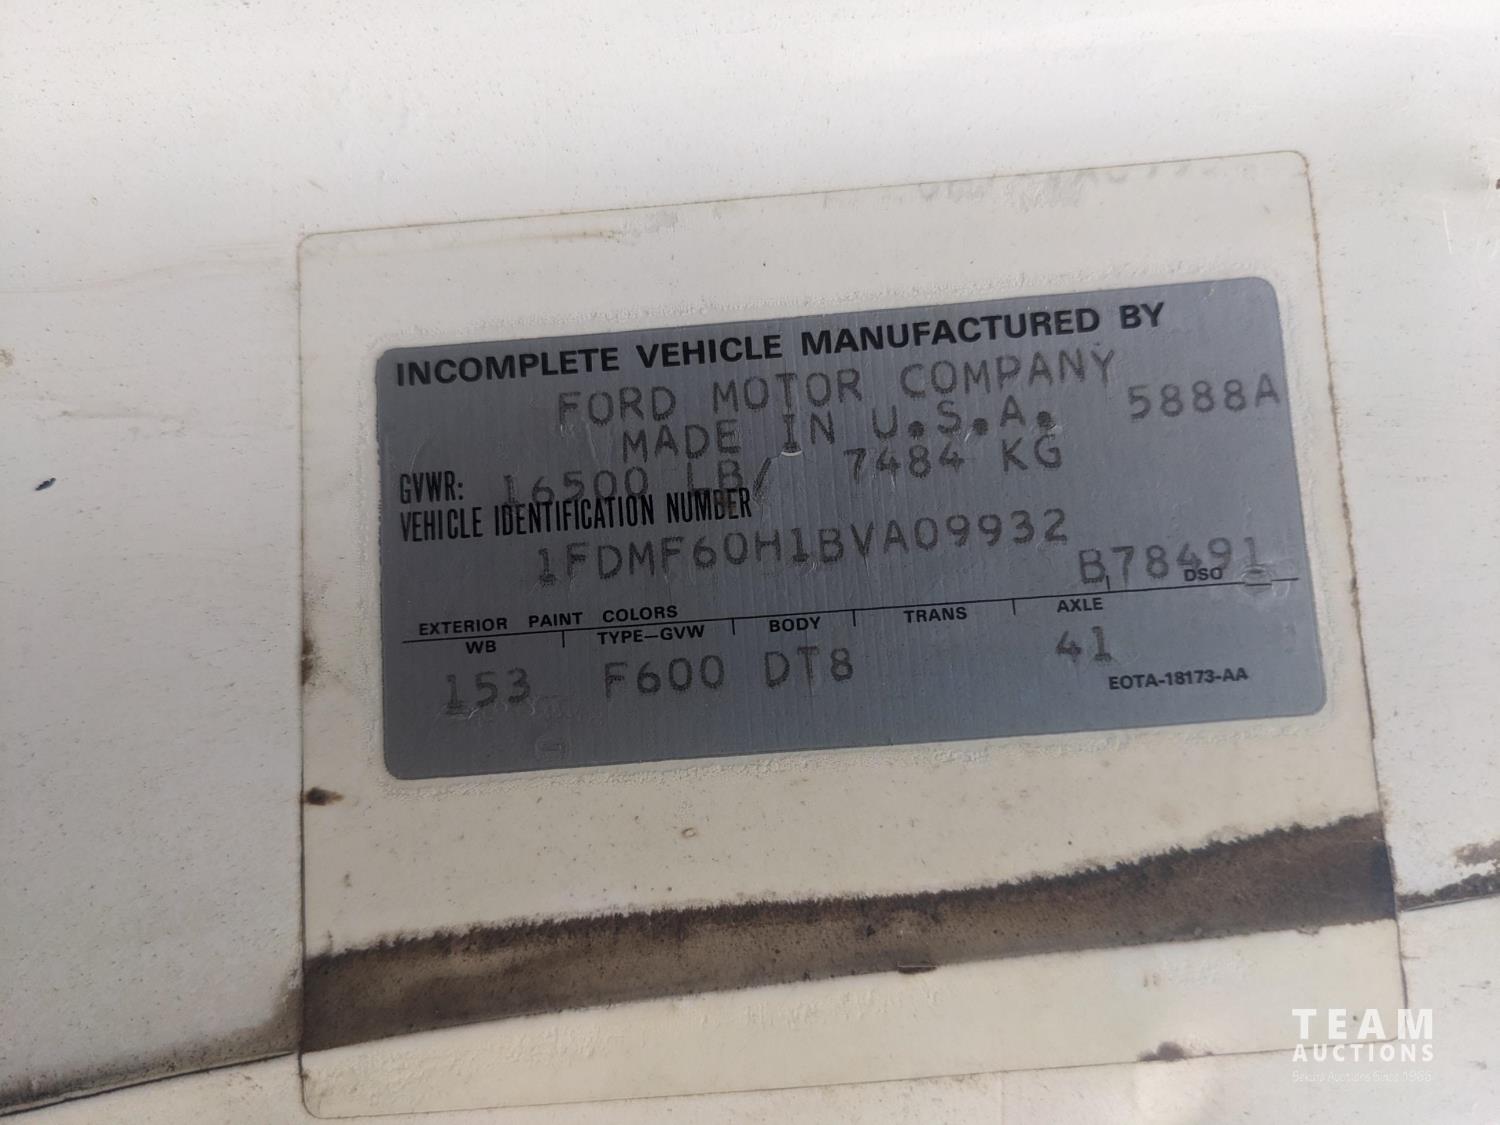 INCOMPLETE VEHICLE MANUFACTURED BY
FORD MOTOR COMPANY
MADE IN U.S.A. 5888A
GVWR: 16500 LB/ 7484 KG
VEHICLE IDENTIFICATION NUMBER
1FDMF60H1BVA09932
B78491
EXTERIOR PAINT COLORS DSO
WB TYPE-GVW BODY TRANS AXLE
153 F600 DT8 41
EOTA-18173-AA
TEAM
AUCTIONS